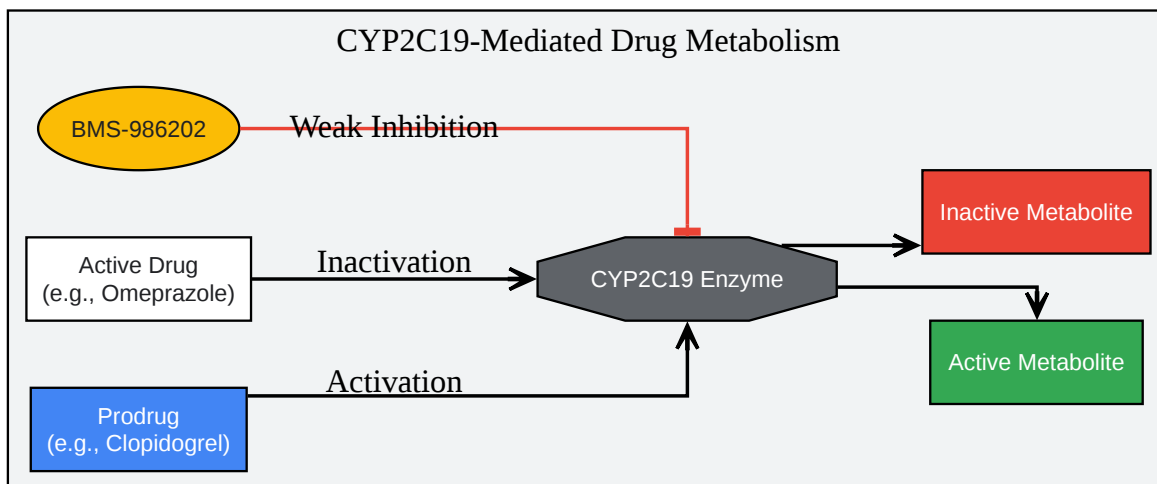 CYP2C19-Mediated Drug Metabolism
BMS-986202
Weak Inhibition
Inactive Metabolite
Active Drug
(e.g., Omeprazole)
Inactivation
CYP2C19 Enzyme
Active Metabolite
Activation
Prodrug
(e.g., Clopidogrel)